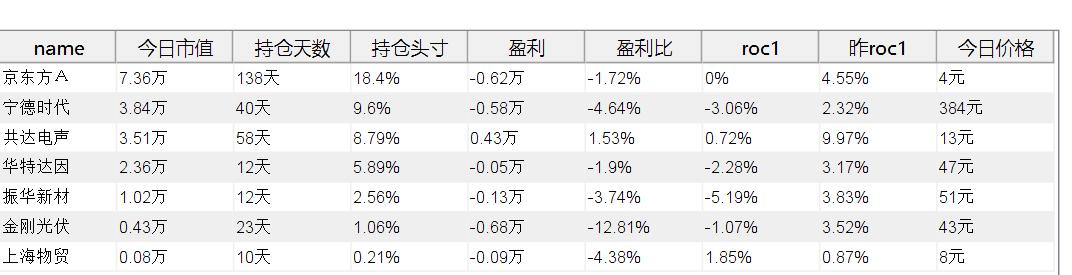 name 今日市值 持仓天数 持仓头寸 盈利 盈利比 roc1 昨roc1 今日价格
京东方A 7.36万 138天 18.4% -0.62万 -1.72% 0% 4.55% 4元
宁德时代 3.84万 40天 9.6% -0.58万 -4.64% -3.06% 2.32% 384元
共达电声 3.51万 58天 8.79% 0.43万 1.53% 0.72% 9.97% 13元
华特达因 2.36万 12天 5.89% -0.05万 -1.9% -2.28% 3.17% 47元
振华新材 1.02万 12天 2.56% -0.13万 -3.74% -5.19% 3.83% 51元
金刚光伏 0.43万 23天 1.06% -0.68万 -12.81% -1.07% 3.52% 43元
上海物贸 0.08万 10天 0.21% -0.09万 -4.38% 1.85% 0.87% 8元